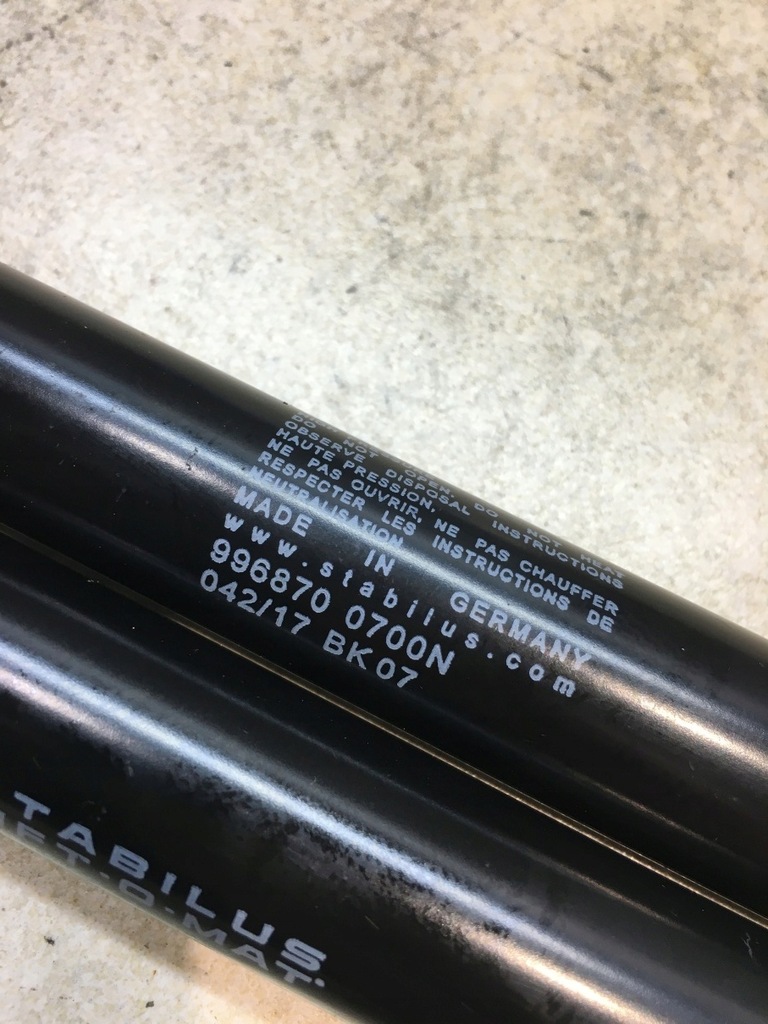 DO NOT OPEN, DO NOT HEAT
OBSERVE DISPOSAL INSTRUCTIONS
HAUTE PRESSION,
NE PAS OUVRIR, NE PAS CHAUFFER
RESPECTER LES INSTRUCTIONS DE
NEUTRALISATION
MADE IN GERMANY
www.stabilus.com
996870 0700N
042/17 BK07
TABILUS
ET-O-MAT